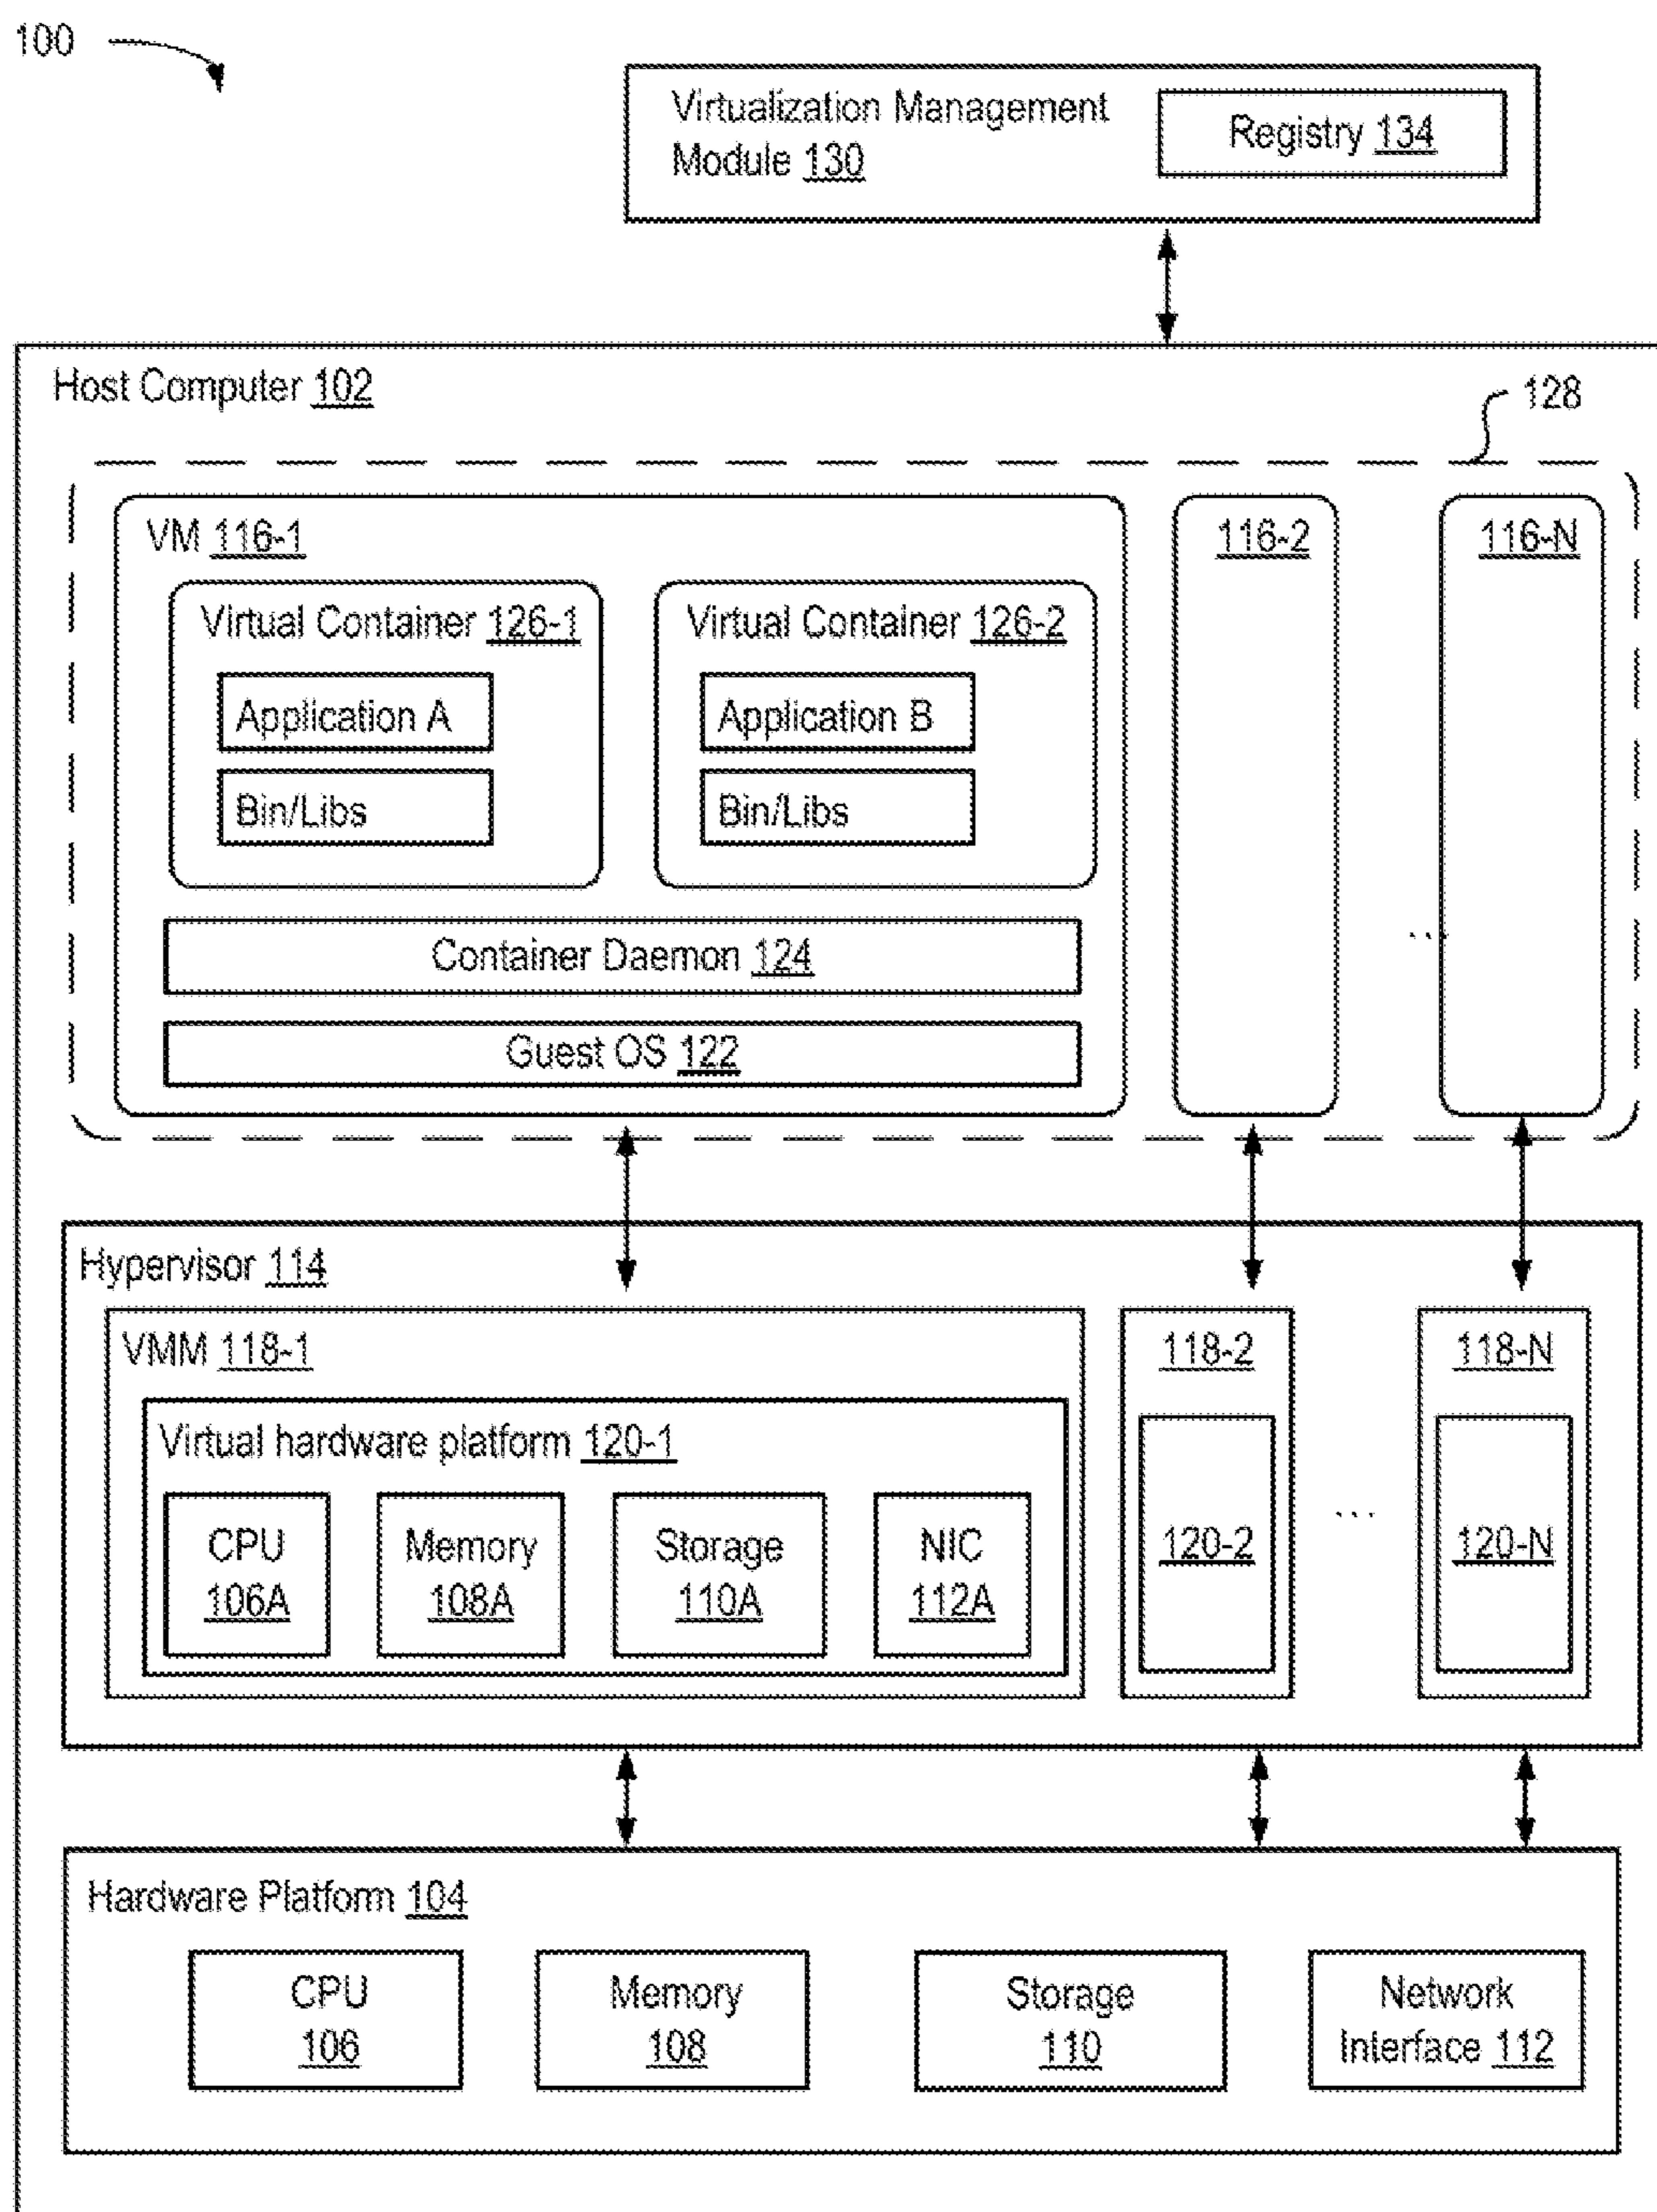 100
Virtualization Management
Module 130
Registry 134
Host Computer 102
128
VM 116-1
116-2
116-N
Virtual Container 126-1
Virtual Container 126-2
Application A
Application B
Bin/Libs
Bin/Libs
...
Container Daemon 124
Guest OS 122
Hypervisor 114
VMM 118-1
118-2
118-N
Virtual hardware platform 120-1
CPU
106A
Memory
108A
Storage
110A
NIC
112A
120-2
...
120-N
Hardware Platform 104
CPU
106
Memory
108
Storage
110
Network
Interface 112